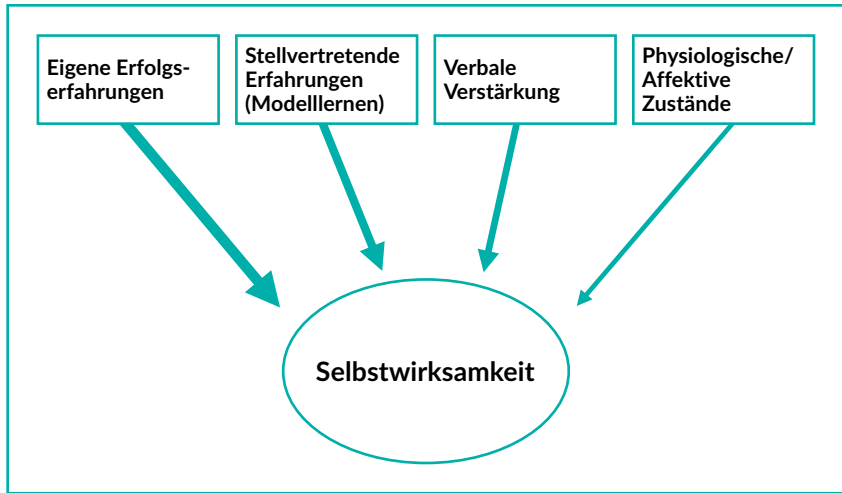 Eigene Erfolgs-
erfahrungen
Stellvertretende
Erfahrungen
(Modelllernen)
Verbale
Verstärkung
Physiologische/
Affektive
Zustände
Selbstwirksamkeit